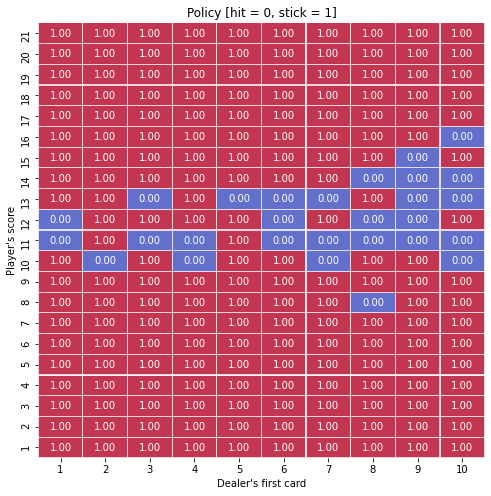 Policy [hit = 0, stick = 1]
Player's score
21 1.00 1.00 1.00 1.00 1.00 1.00 1.00 1.00 1.00 1.00
20 1.00 1.00 1.00 1.00 1.00 1.00 1.00 1.00 1.00 1.00
19 1.00 1.00 1.00 1.00 1.00 1.00 1.00 1.00 1.00 1.00
18 1.00 1.00 1.00 1.00 1.00 1.00 1.00 1.00 1.00 1.00
17 1.00 1.00 1.00 1.00 1.00 1.00 1.00 1.00 1.00 1.00
16 1.00 1.00 1.00 1.00 1.00 1.00 1.00 1.00 1.00 0.00
15 1.00 1.00 1.00 1.00 1.00 1.00 1.00 1.00 0.00 1.00
14 1.00 1.00 1.00 1.00 1.00 1.00 1.00 0.00 0.00 0.00
13 1.00 1.00 0.00 1.00 0.00 0.00 0.00 1.00 0.00 0.00
12 0.00 1.00 1.00 1.00 1.00 0.00 1.00 0.00 0.00 1.00
11 0.00 1.00 0.00 0.00 1.00 0.00 0.00 0.00 0.00 0.00
10 1.00 0.00 1.00 0.00 1.00 1.00 0.00 1.00 1.00 0.00
9 1.00 1.00 1.00 1.00 1.00 1.00 1.00 1.00 1.00 1.00
8 1.00 1.00 1.00 1.00 1.00 1.00 1.00 0.00 1.00 1.00
7 1.00 1.00 1.00 1.00 1.00 1.00 1.00 1.00 1.00 1.00
6 1.00 1.00 1.00 1.00 1.00 1.00 1.00 1.00 1.00 1.00
5 1.00 1.00 1.00 1.00 1.00 1.00 1.00 1.00 1.00 1.00
4 1.00 1.00 1.00 1.00 1.00 1.00 1.00 1.00 1.00 1.00
3 1.00 1.00 1.00 1.00 1.00 1.00 1.00 1.00 1.00 1.00
2 1.00 1.00 1.00 1.00 1.00 1.00 1.00 1.00 1.00 1.00
1 1.00 1.00 1.00 1.00 1.00 1.00 1.00 1.00 1.00 1.00
1 2 3 4 5 6 7 8 9 10
Dealer's first card